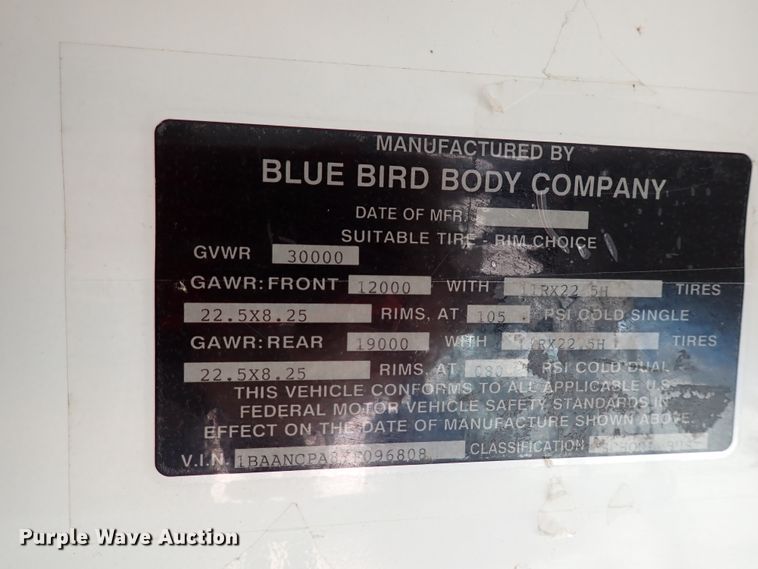 MANUFACTURED BY
BLUE BIRD BODY COMPANY
DATE OF MFR.
SUITABLE TIRE - RIM CHOICE
GVWR 30000
GAWR: FRONT 12000 WITH 11RX22.5H TIRES
22.5X8.25 RIMS, AT 105 PSI COLD SINGLE
GAWR: REAR 19000 WITH TIRES
22.5X8.25 RIMS, AT 080 PSI COLD DUAL
THIS VEHICLE CONFORMS TO ALL APPLICABLE U.S.
FEDERAL MOTOR VEHICLE SAFETY STANDARDS IN
EFFECT ON THE DATE OF MANUFACTURE SHOWN ABOVE.
V.I.N. CLASSIFICATION
Purple Wave Auction